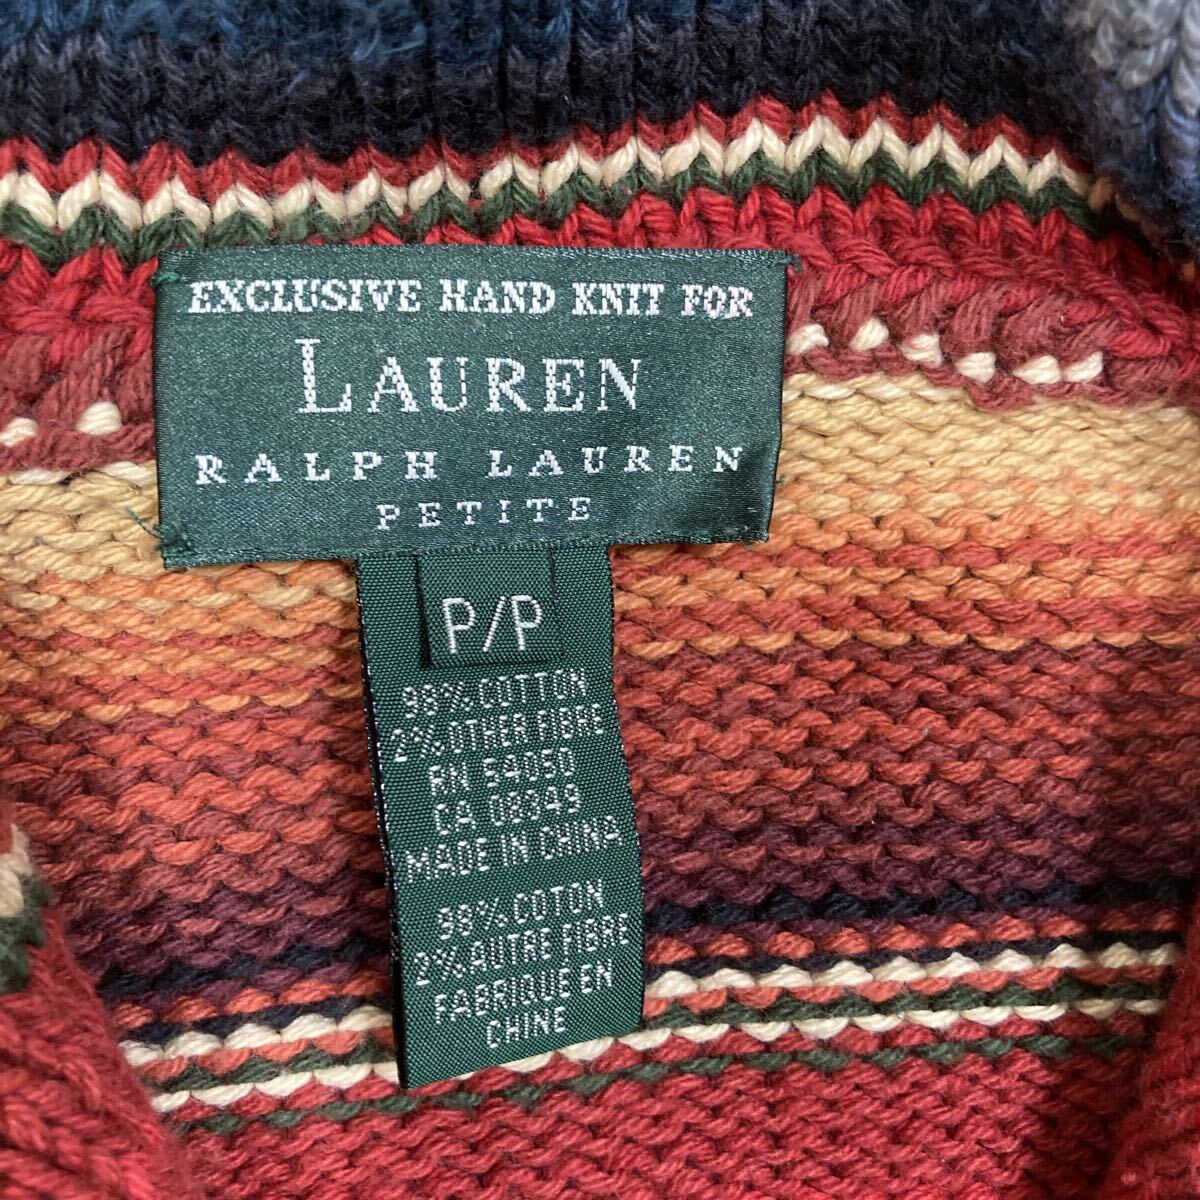 EXCLUSIVE HAND KNIT FOR
LAUREN
RALPH LAUREN
PETITE
P/P
98% COTTON
2% OTHER FIBRE
RN 54050
CA 08349
MADE IN CHINA
98% COTON
2% AUTRE FIBRE
FABRIQUE EN
CHINE